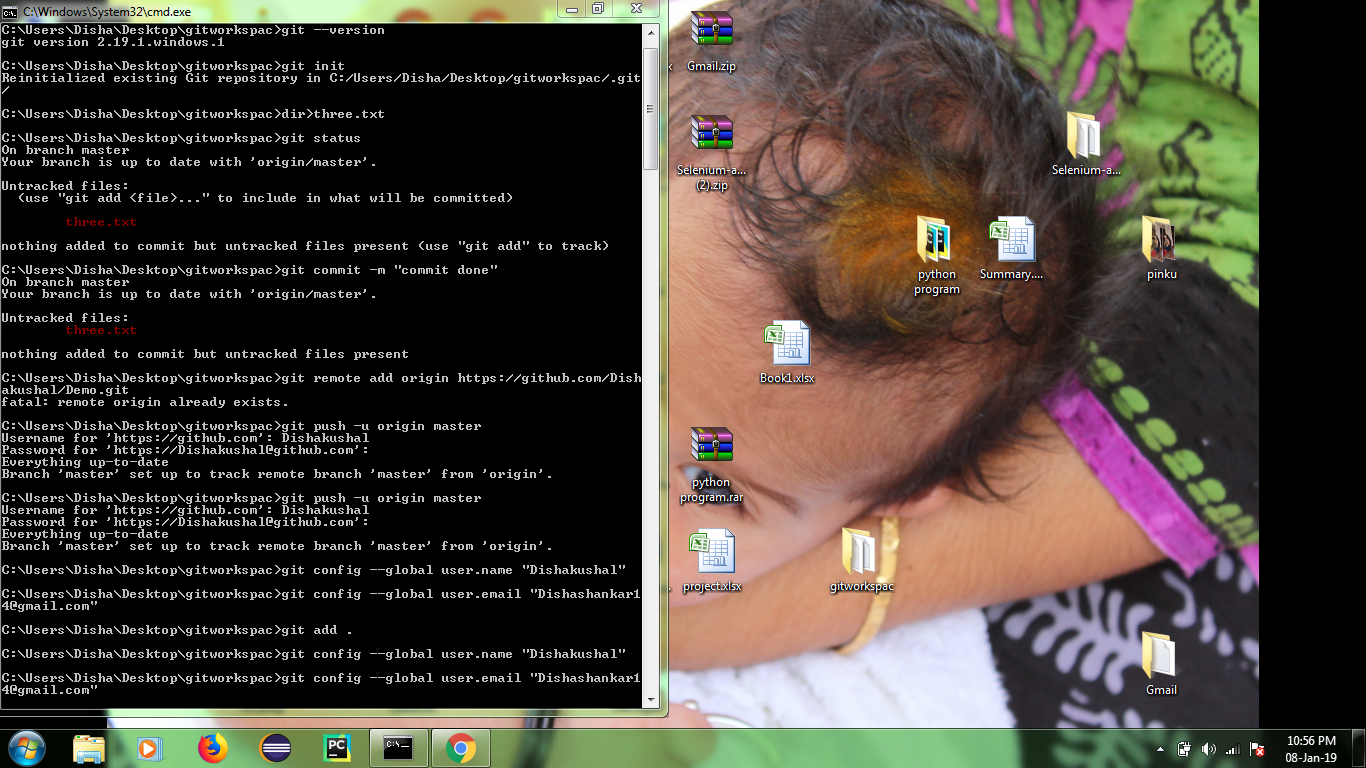 C:\Windows\System32\cmd.exe
C:\Users\Disha\Desktop\gitworkspac>git --version
git version 2.19.1.windows.1
C:\Users\Disha\Desktop\gitworkspac>git init
Reinitialized existing Git repository in C:/Users/Disha/Desktop/gitworkspac/.git
/
C:\Users\Disha\Desktop\gitworkspac>dir>three.txt
C:\Users\Disha\Desktop\gitworkspac>git status
On branch master
Your branch is up to date with 'origin/master'.
Untracked files:
  (use "git add <file>..." to include in what will be committed)
        three.txt
nothing added to commit but untracked files present (use "git add" to track)
C:\Users\Disha\Desktop\gitworkspac>git commit -m "commit done"
On branch master
Your branch is up to date with 'origin/master'.
Untracked files:
        three.txt
nothing added to commit but untracked files present
C:\Users\Disha\Desktop\gitworkspac>git remote add origin https://github.com/Dish
akushal/Demo.git
fatal: remote origin already exists.
C:\Users\Disha\Desktop\gitworkspac>git push -u origin master
Username for 'https://github.com': Dishakushal
Password for 'https://Dishakushal@github.com':
Everything up-to-date
Branch 'master' set up to track remote branch 'master' from 'origin'.
C:\Users\Disha\Desktop\gitworkspac>git push -u origin master
Username for 'https://github.com': Dishakushal
Password for 'https://Dishakushal@github.com':
Everything up-to-date
Branch 'master' set up to track remote branch 'master' from 'origin'.
C:\Users\Disha\Desktop\gitworkspac>git config --global user.name "Dishakushal"
C:\Users\Disha\Desktop\gitworkspac>git config --global user.email "Dishashankar1
4@gmail.com"
C:\Users\Disha\Desktop\gitworkspac>git add .
C:\Users\Disha\Desktop\gitworkspac>git config --global user.name "Dishakushal"
C:\Users\Disha\Desktop\gitworkspac>git config --global user.email "Dishashankar1
4@gmail.com"
Gmail.zip
Selenium-a...
(2).zip
Selenium-a...
python
program
Summary....
pinku
Book1.xlsx
python
program.rar
project.xlsx
gitworkspac
Gmail
PC
C:\_
10:56 PM
08-Jan-19